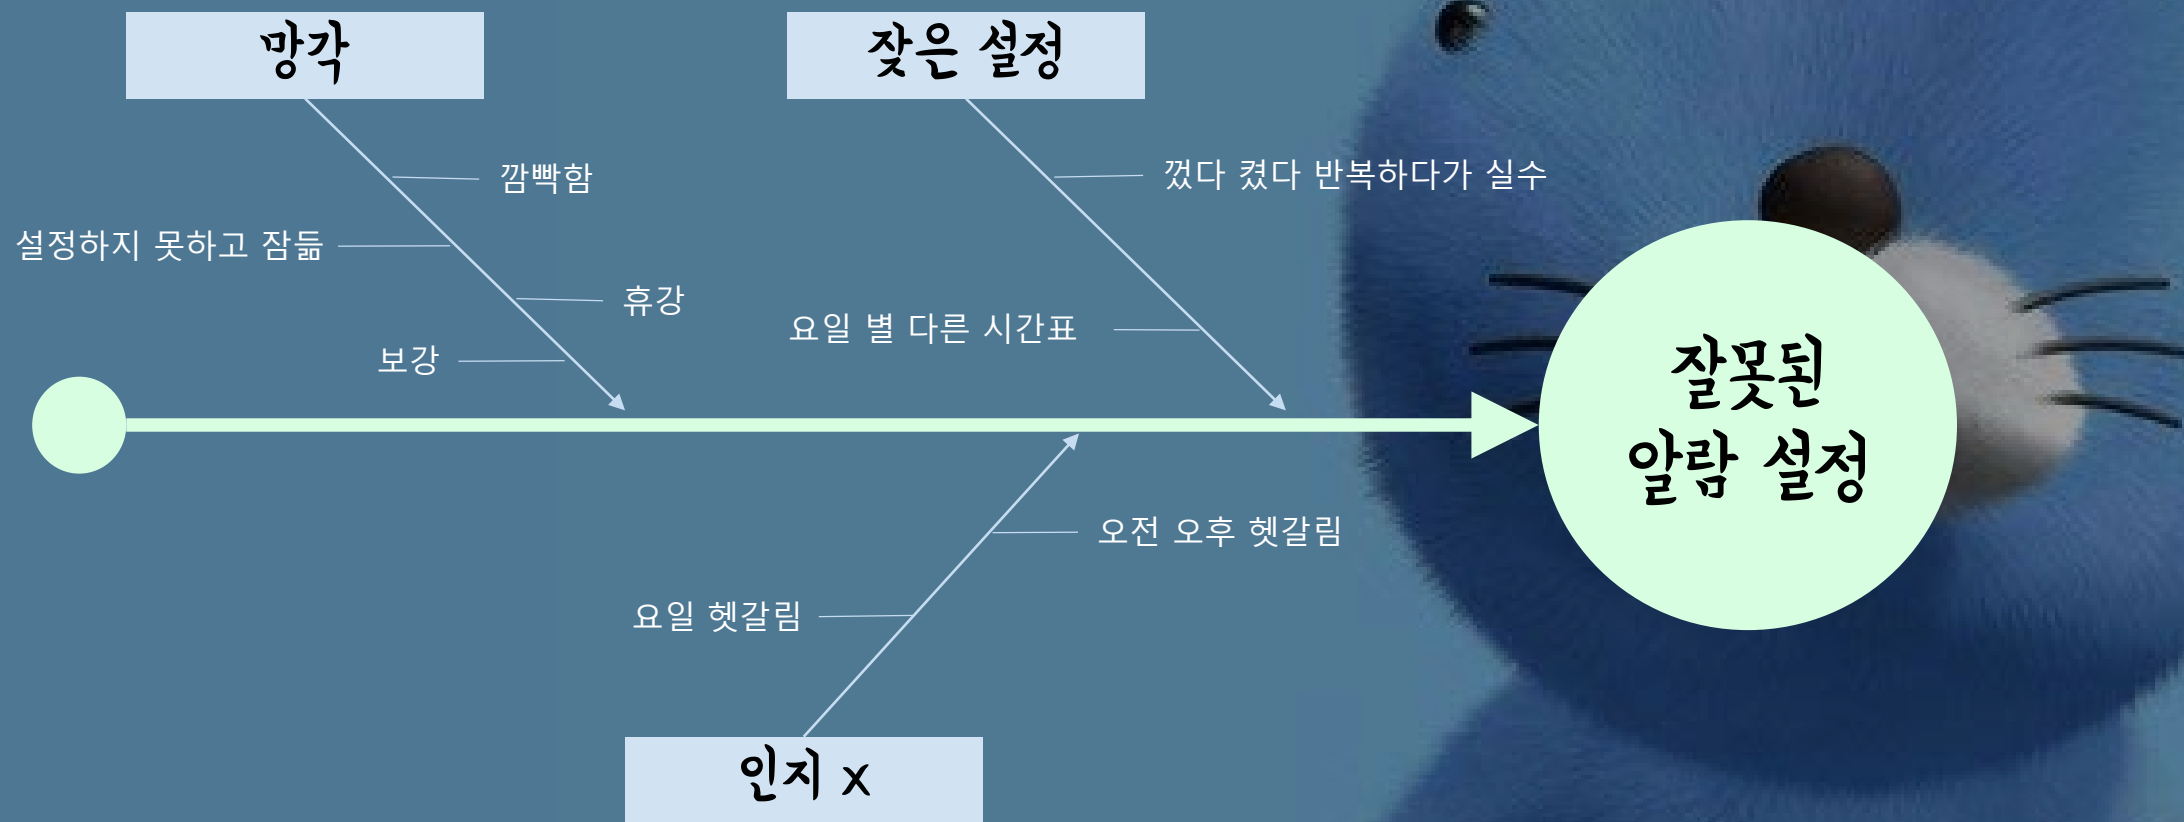 망각
잦은 설정
깜빡함
껐다 켰다 반복하다가 실수
설정하지 못하고 잠듦
휴강
요일 별 다른 시간표
보강
잘못된
알람 설정
오전 오후 헷갈림
요일 헷갈림
인지 x